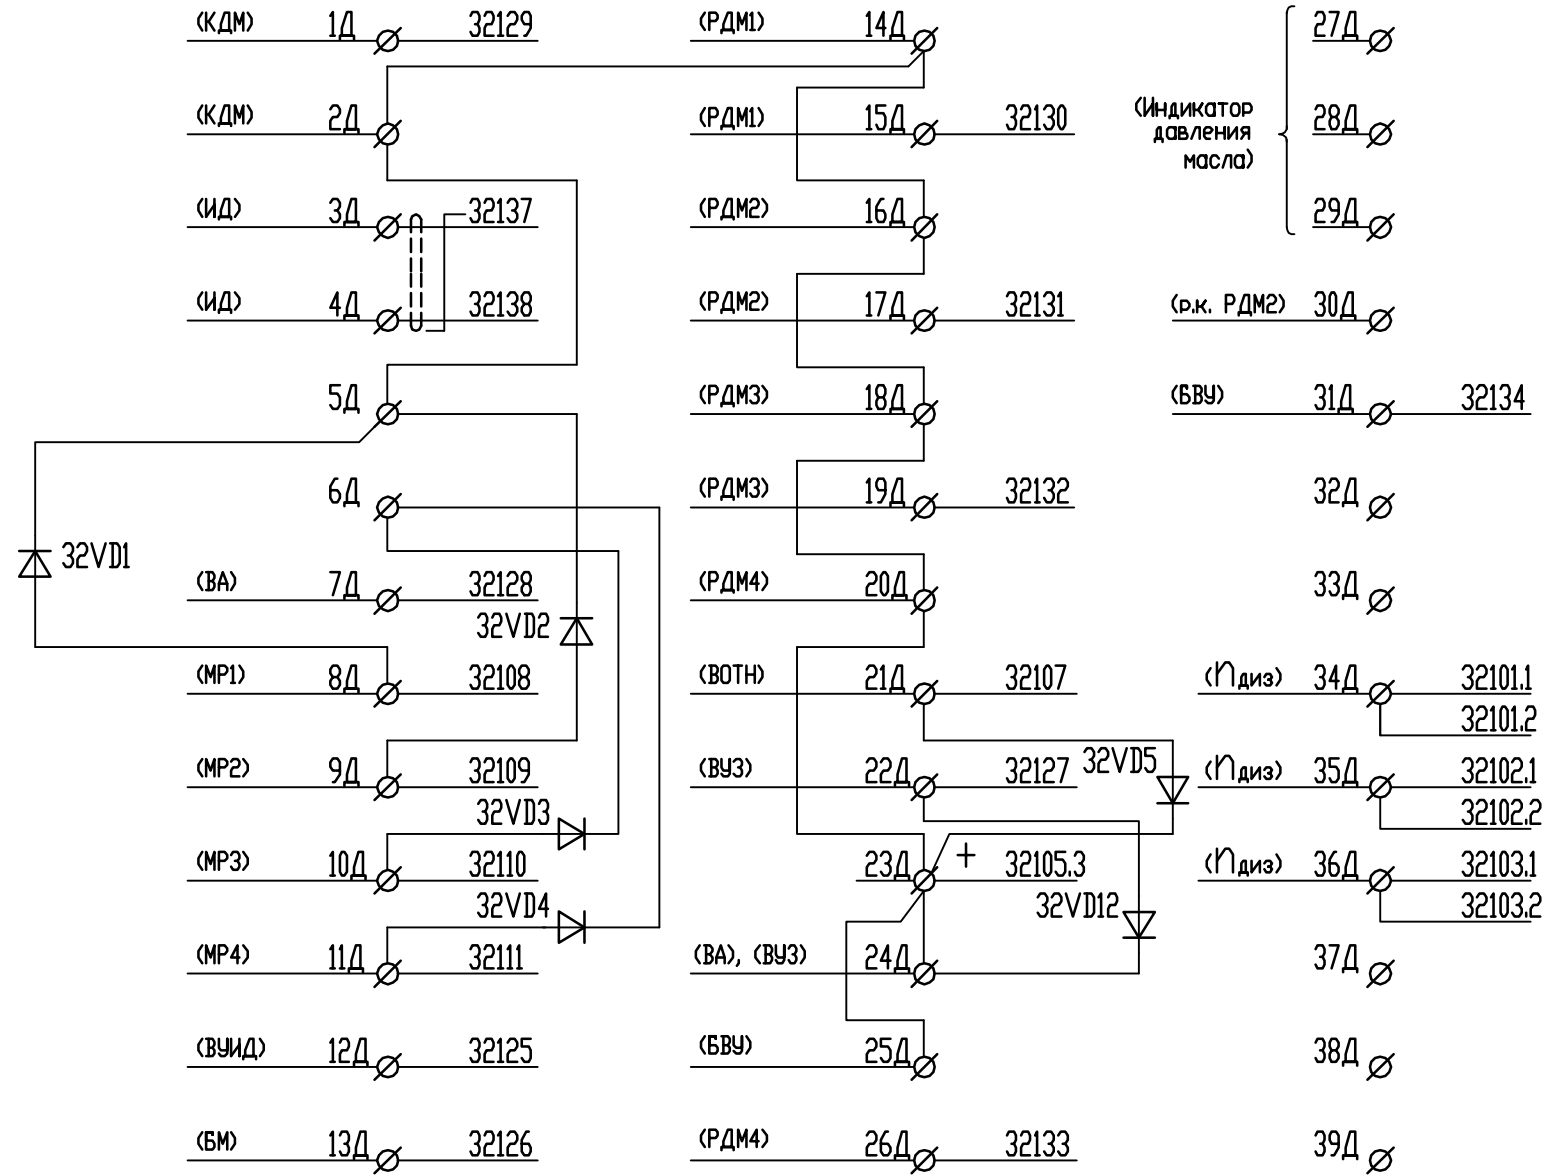 (КДМ) 1Д 32129
(КДМ) 2Д
(ИД) 3Д 32137
(ИД) 4Д 32138
5Д
6Д
32VD1
(ВА) 7Д 32128
32VD2
(МР1) 8Д 32108
(МР2) 9Д 32109
32VD3
(МР3) 10Д 32110
32VD4
(МР4) 11Д 32111
(ВУИД) 12Д 32125
(БМ) 13Д 32126
(РДМ1) 14Д
(РДМ1) 15Д 32130
(РДМ2) 16Д
(РДМ2) 17Д 32131
(РДМ3) 18Д
(РДМ3) 19Д 32132
(РДМ4) 20Д
(ВОТН) 21Д 32107
32VD5
(ВУЗ) 22Д 32127
+
23Д 32105.3
32VD12
(ВА), (ВУЗ) 24Д
(БВУ) 25Д
(РДМ4) 26Д 32133
27Д
(Индикатор
давления
масла)
28Д
29Д
(р.к. РДМ2) 30Д
(БВУ) 31Д 32134
32Д
33Д
(nдиз) 34Д 32101.1
32101.2
(nдиз) 35Д 32102.1
32102.2
(nдиз) 36Д 32103.1
32103.2
37Д
38Д
39Д